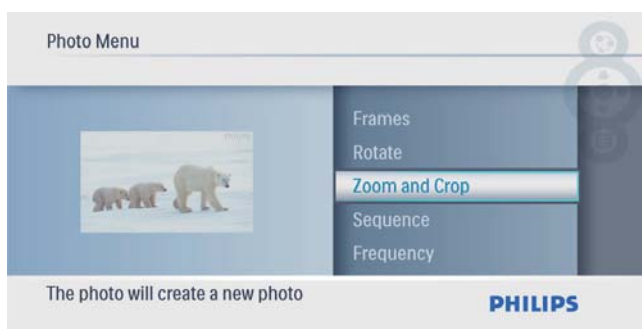 Photo Menu
Frames
Rotate
Zoom and Crop
Sequence
Frequency
The photo will create a new photo
PHILIPS